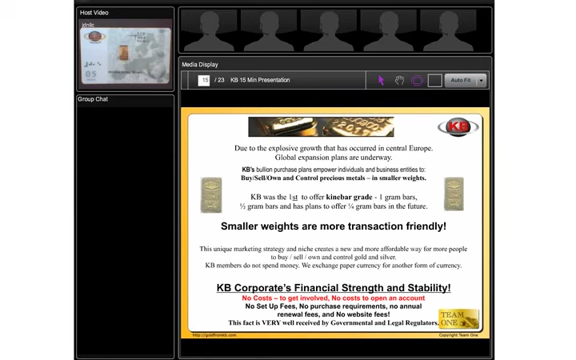 Host Video
Group Chat
Media Display
15 / 23 KB 15 Min Presentation
Auto Fit
KB
Due to the explosive growth that has occurred in central Europe.
Global expansion plans are underway.
KB's bullion purchase plans empower individuals and business entities to:
Buy/Sell/Own and Control precious metals – in smaller weights.
KB was the 1st to offer kinebar grade - 1 gram bars,
½ gram bars and has plans to offer ¼ gram bars in the future.
Smaller weights are more transaction friendly!
This unique marketing strategy and niche creates a new and more affordable way for more people
to buy / sell / own and control gold and silver.
KB members do not spend money. We exchange paper currency for another form of currency.
KB Corporate's Financial Strength and Stability!
No Costs – to get involved, No costs to open an account
No Set Up Fees, No purchase requirements, no annual
renewal fees, and No website fees!
This fact is VERY well received by Governmental and Legal Regulators.
TEAM
ONE
Copyright Team One